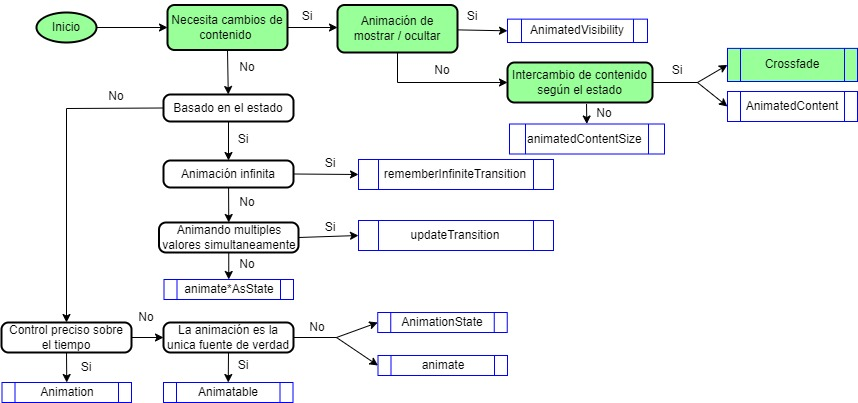 Inicio
Necesita cambios de
contenido
Si
Animación de
mostrar / ocultar
Si
AnimatedVisibility
No
No
Intercambio de contenido
según el estado
Si
Crossfade
AnimatedContent
No
animatedContentSize
No
Basado en el estado
Si
Animación infinita
Si
rememberInfiniteTransition
No
Animando multiples
valores simultaneamente
Si
updateTransition
No
animate*AsState
Control preciso sobre
el tiempo
No
La animación es la
unica fuente de verdad
No
AnimationState
animate
Si
Animation
Si
Animatable